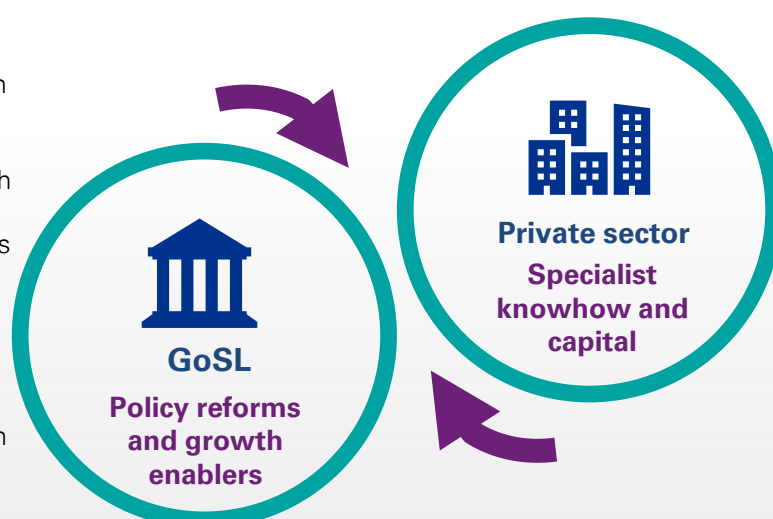 Private sector
Specialist
knowhow and
capital
GoSL
Policy reforms
and growth
enablers